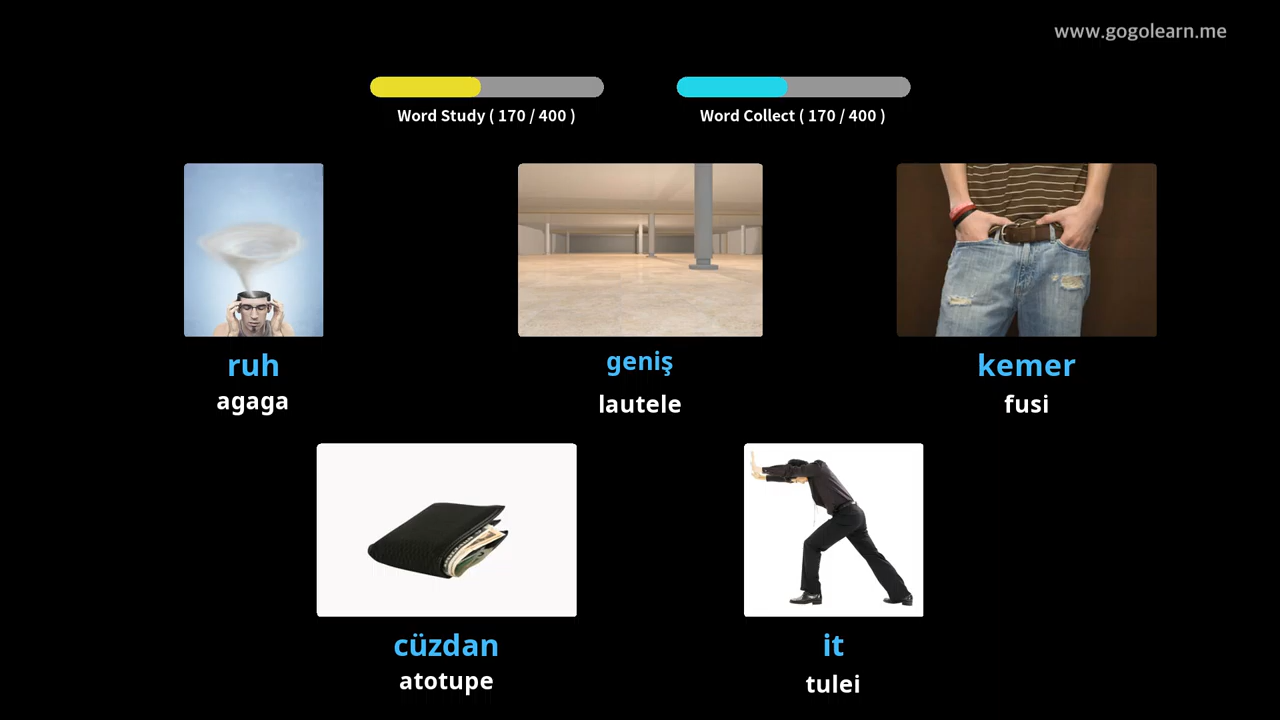 www.gogolearn.me
Word Study ( 170 / 400 )
Word Collect ( 170 / 400 )
ruh
agaga
geniş
lautele
kemer
fusi
cüzdan
atotupe
it
tulei